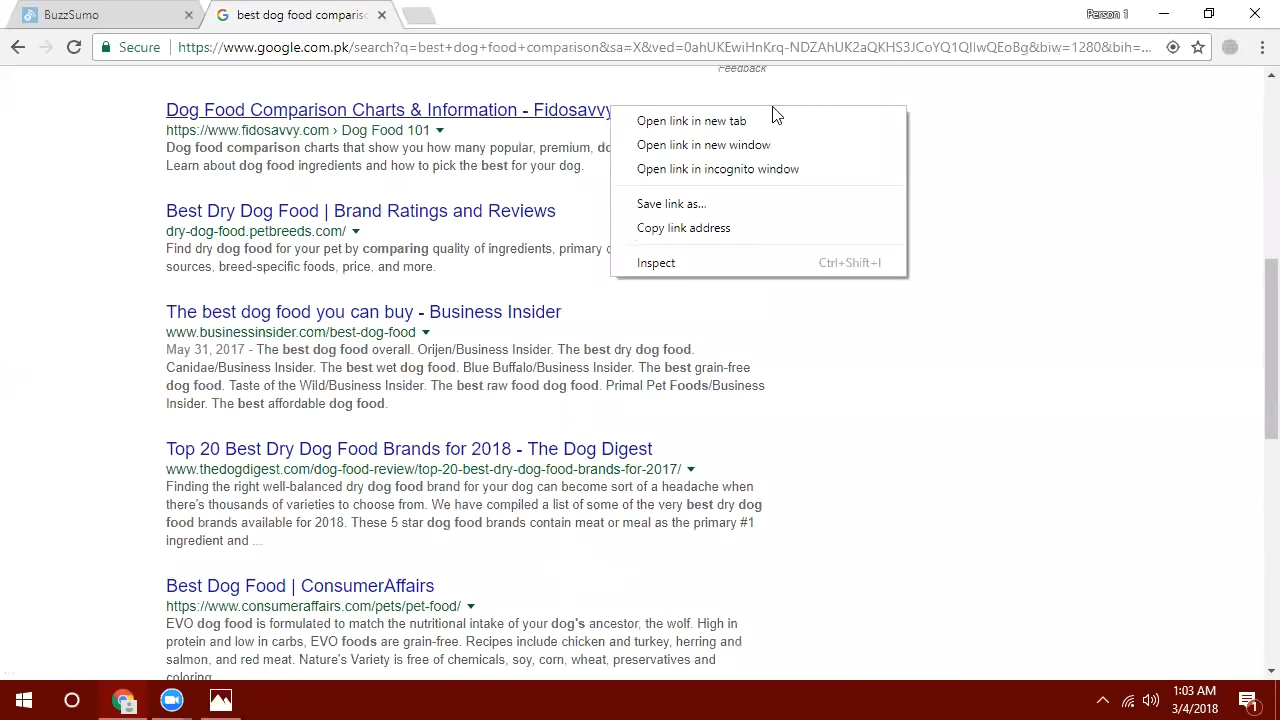 BuzzSumo
best dog food comparisc
Person 1
Secure
https://www.google.com.pk/search?q=best+dog+food+comparison&sa=X&ved=0ahUKEwiHnKrq-NDZAhUK2aQKHS3JCoYQ1QIIwQEoBg&biw=1280&bih=...
Feedback
Dog Food Comparison Charts & Information - Fidosavvy
https://www.fidosavvy.com › Dog Food 101
Dog food comparison charts that show you how many popular, premium, do
Learn about dog food ingredients and how to pick the best for your dog.
Open link in new tab
Open link in new window
Open link in incognito window
Save link as...
Copy link address
Inspect Ctrl+Shift+I
Best Dry Dog Food | Brand Ratings and Reviews
dry-dog-food.petbreeds.com/
Find dry dog food for your pet by comparing quality of ingredients, primary
sources, breed-specific foods, price, and more.
The best dog food you can buy - Business Insider
www.businessinsider.com/best-dog-food
May 31, 2017 - The best dog food overall. Orijen/Business Insider. The best dry dog food.
Canidae/Business Insider. The best wet dog food. Blue Buffalo/Business Insider. The best grain-free
dog food. Taste of the Wild/Business Insider. The best raw food dog food. Primal Pet Foods/Business
Insider. The best affordable dog food.
Top 20 Best Dry Dog Food Brands for 2018 - The Dog Digest
www.thedogdigest.com/dog-food-review/top-20-best-dry-dog-food-brands-for-2017/
Finding the right well-balanced dry dog food brand for your dog can become sort of a headache when
there's thousands of varieties to choose from. We have compiled a list of some of the very best dry dog
food brands available for 2018. These 5 star dog food brands contain meat or meal as the primary #1
ingredient and ...
Best Dog Food | ConsumerAffairs
https://www.consumeraffairs.com/pets/pet-food/
EVO dog food is formulated to match the nutritional intake of your dog's ancestor, the wolf. High in
protein and low in carbs, EVO foods are grain-free. Recipes include chicken and turkey, herring and
salmon, and red meat. Nature's Variety is free of chemicals, soy, corn, wheat, preservatives and
coloring
1:03 AM
3/4/2018
1